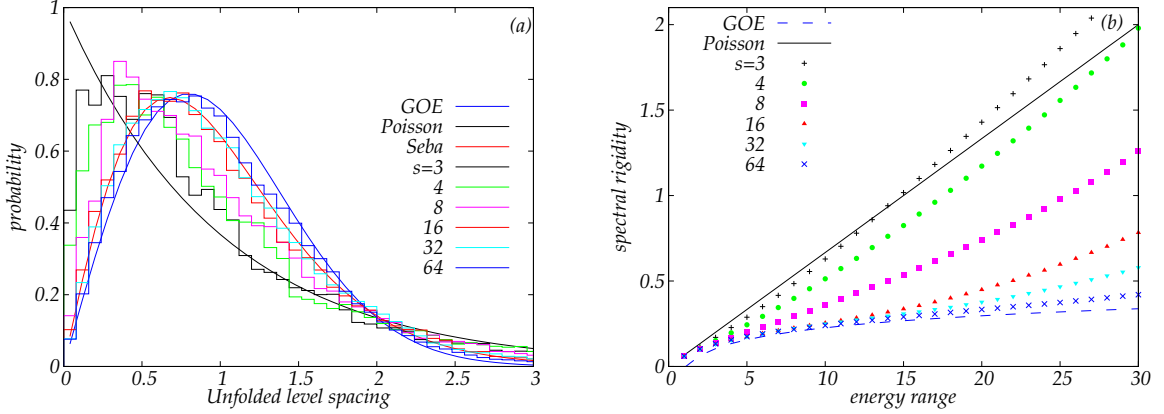 (a)
1
0.8
0.6
0.4
0.2
0
probability
GOE
Poisson
Seba
s=3
4
8
16
32
64
0
0.5
1
1.5
2
2.5
3
Unfolded level spacing
(b)
2
1.5
1
0.5
0
spectral rigidity
GOE
Poisson
s=3
4
8
16
32
64
0
5
10
15
20
25
30
energy range